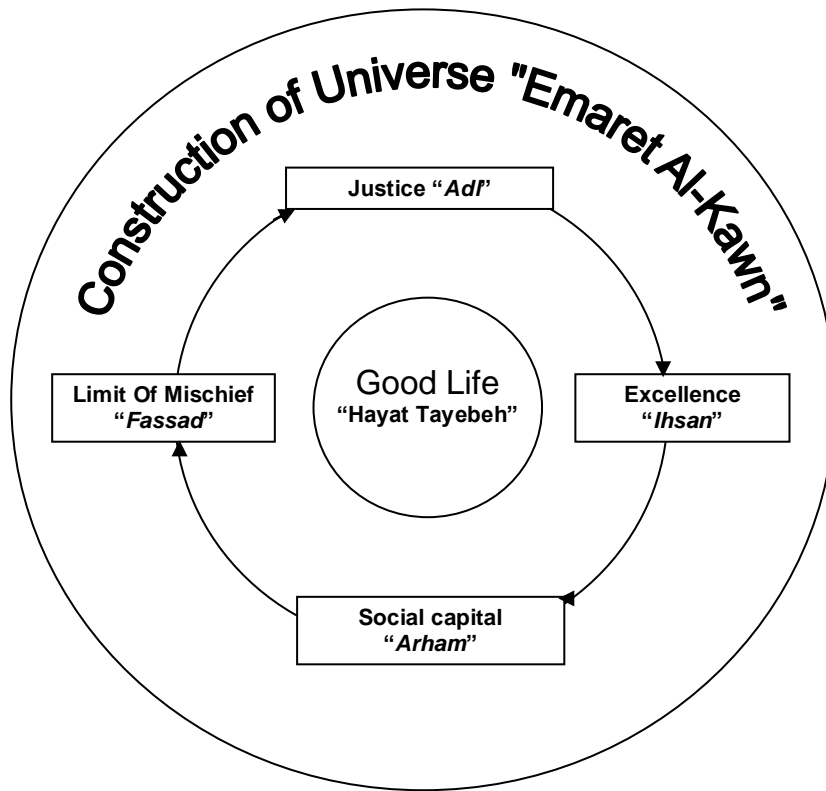 Construction of Universe "Emaret Al-Kawn"
Justice “Adl”
Limit Of Mischief
“Fassad”
Good Life
“Hayat Tayebeh”
Excellence
“Ihsan”
Social capital
“Arham”